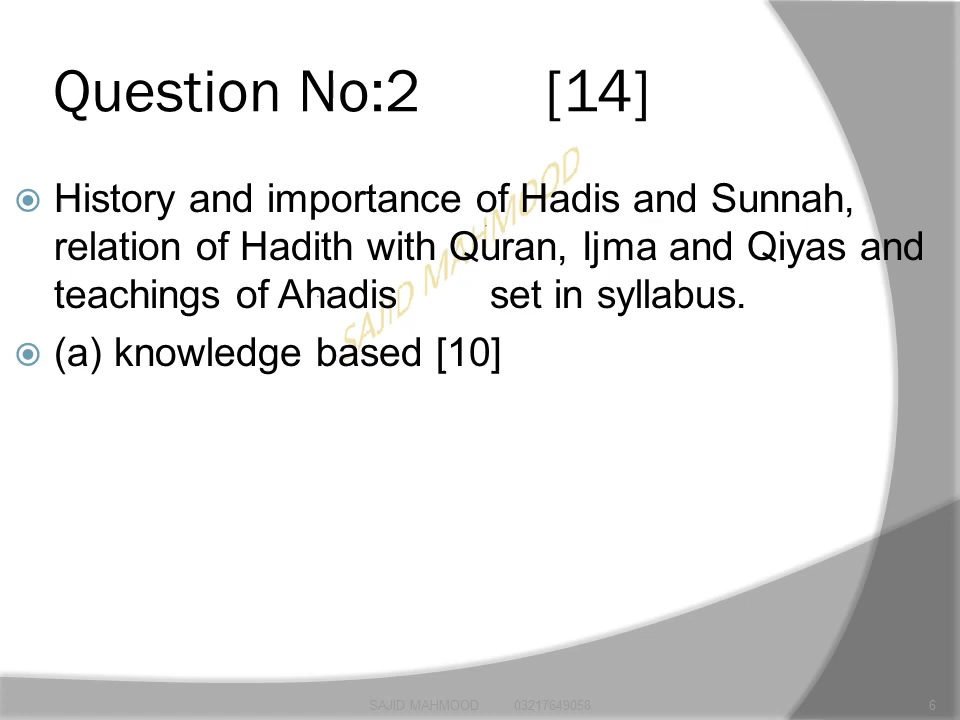 Question No:2 [14]
History and importance of Hadis and Sunnah,
relation of Hadith with Quran, Ijma and Qiyas and
teachings of Ahadis set in syllabus.
(a) knowledge based [10]
SAJID MAHMOOD
SAJID MAHMOOD 03217649058 6